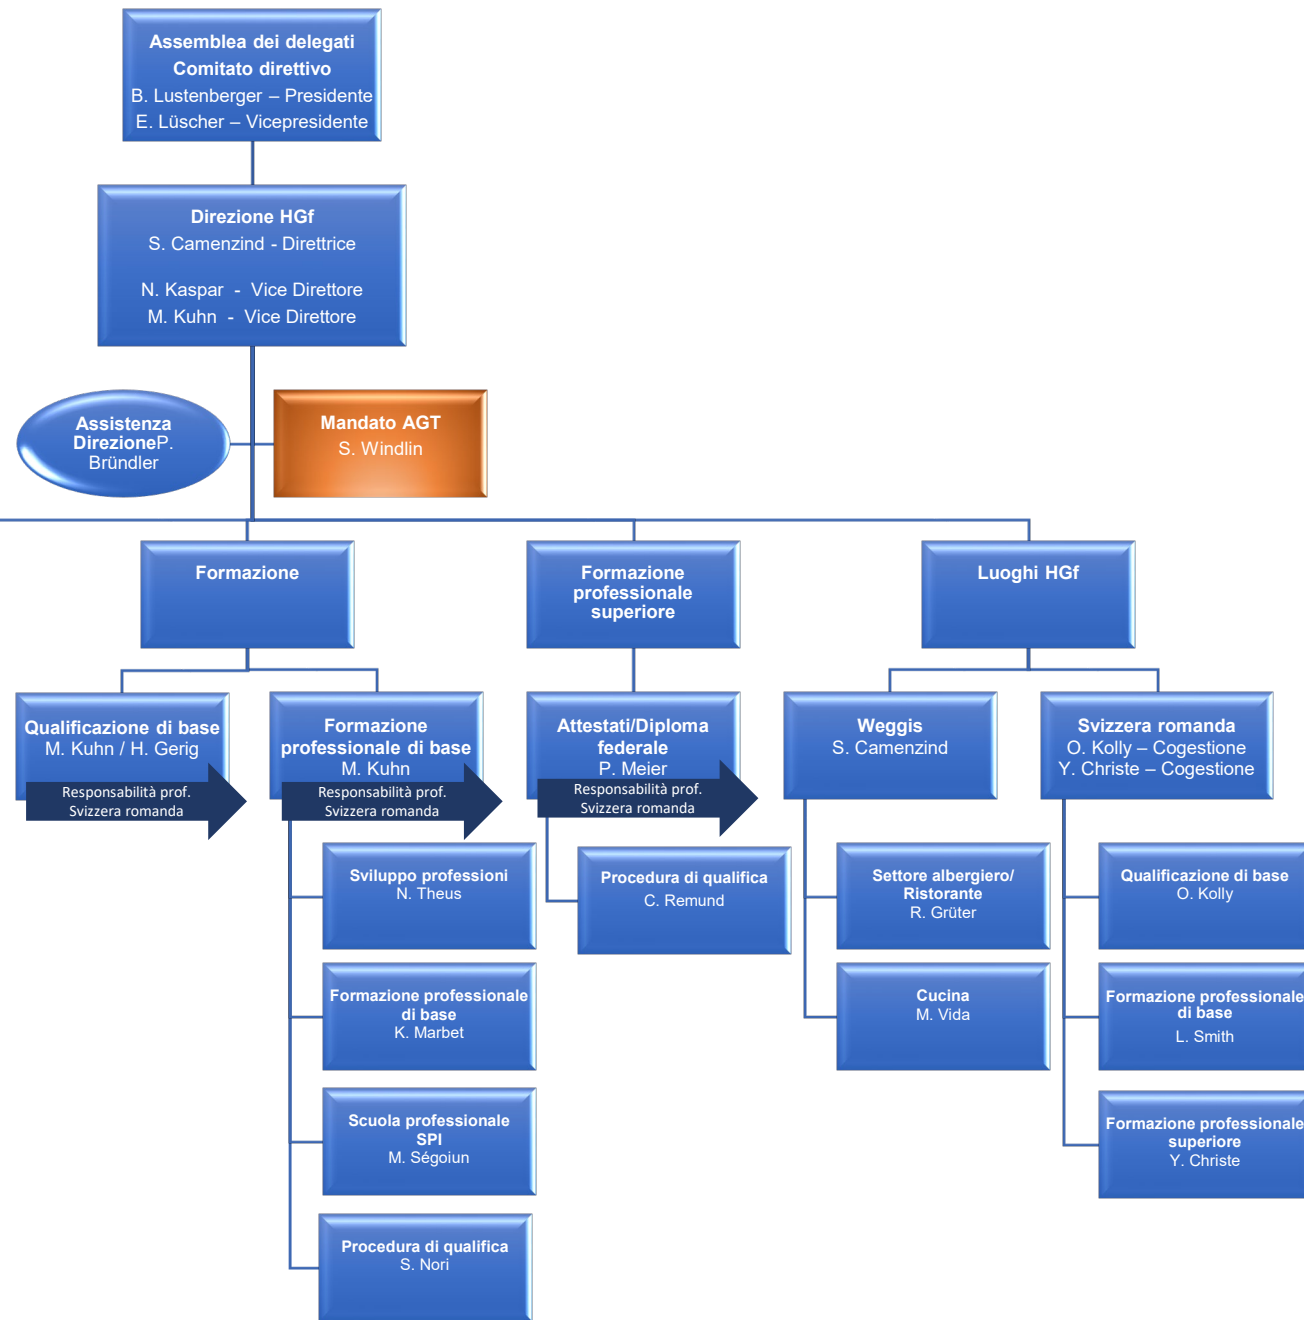 Assemblea dei delegati
Comitato direttivo
B. Lustenberger – Presidente
E. Lüscher – Vicepresidente
Direzione HGf
S. Camenzind - Direttrice
N. Kaspar - Vice Direttore
M. Kuhn - Vice Direttore
Assistenza
DirezioneP.
Bründler
Mandato AGT
S. Windlin
Formazione
Formazione
professionale
superiore
Luoghi HGf
Qualificazione di base
M. Kuhn / H. Gerig
Responsabilità prof.
Svizzera romanda
Formazione
professionale di base
M. Kuhn
Responsabilità prof.
Svizzera romanda
Attestati/Diploma
federale
P. Meier
Responsabilità prof.
Svizzera romanda
Weggis
S. Camenzind
Svizzera romanda
O. Kolly – Cogestione
Y. Christe – Cogestione
Sviluppo professioni
N. Theus
Formazione professionale
di base
K. Marbet
Scuola professionale
SPI
M. Ségoiun
Procedura di qualifica
S. Nori
Procedura di qualifica
C. Remund
Settore albergiero/
Ristorante
R. Grüter
Cucina
M. Vida
Qualificazione di base
O. Kolly
Formazione professionale
di base
L. Smith
Formazione professionale
superiore
Y. Christe